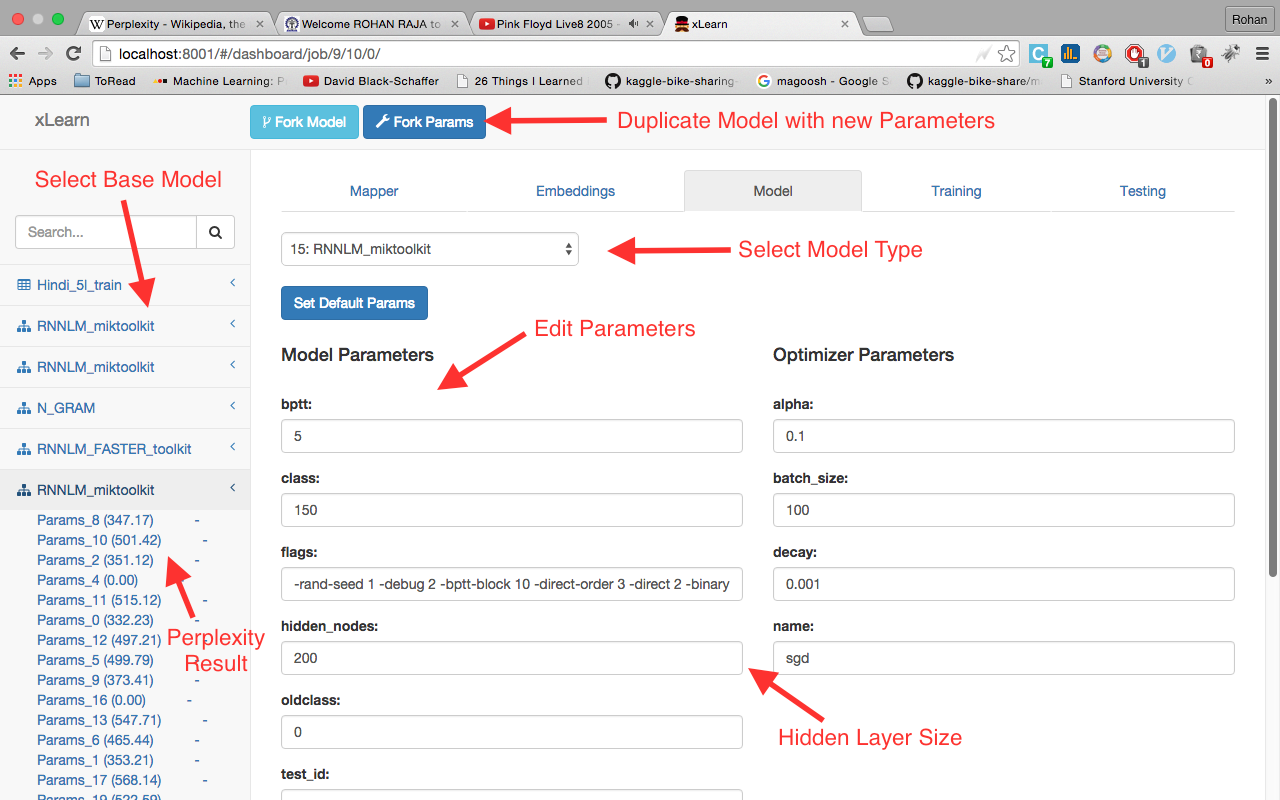 Perplexity - Wikipedia, the
Welcome ROHAN RAJA to
Pink Floyd Live8 2005 -
xLearn
Rohan
localhost:8001/#/dashboard/job/9/10/0/
Apps
ToRead
Machine Learning: P
David Black-Schaffer
26 Things I Learned
kaggle-bike-sharing-
magoosh - Google S
kaggle-bike-share/m
Stanford University
»
xLearn
Fork Model
Fork Params
Duplicate Model with new Parameters
Select Base Model
Search...
Hindi_5l_train
RNNLM_miktoolkit
RNNLM_miktoolkit
N_GRAM
RNNLM_FASTER_toolkit
RNNLM_miktoolkit
Params_8 (347.17) -
Params_10 (501.42) -
Params_2 (351.12) -
Params_4 (0.00)
Params_11 (515.12) -
Params_0 (332.23) -
Params_12 (497.21) -
Params_5 (499.79)
Params_9 (373.41) -
Params_16 (0.00) -
Params_13 (547.71) -
Params_6 (465.44) -
Params_1 (353.21) -
Params_17 (568.14) -
Params_19 (522.59)
Perplexity
Result
Mapper
Embeddings
Model
Training
Testing
15: RNNLM_miktoolkit
Select Model Type
Set Default Params
Edit Parameters
Model Parameters
bptt:
5
class:
150
flags:
-rand-seed 1 -debug 2 -bptt-block 10 -direct-order 3 -direct 2 -binary
hidden_nodes:
200
oldclass:
0
test_id:
Optimizer Parameters
alpha:
0.1
batch_size:
100
decay:
0.001
name:
sgd
Hidden Layer Size